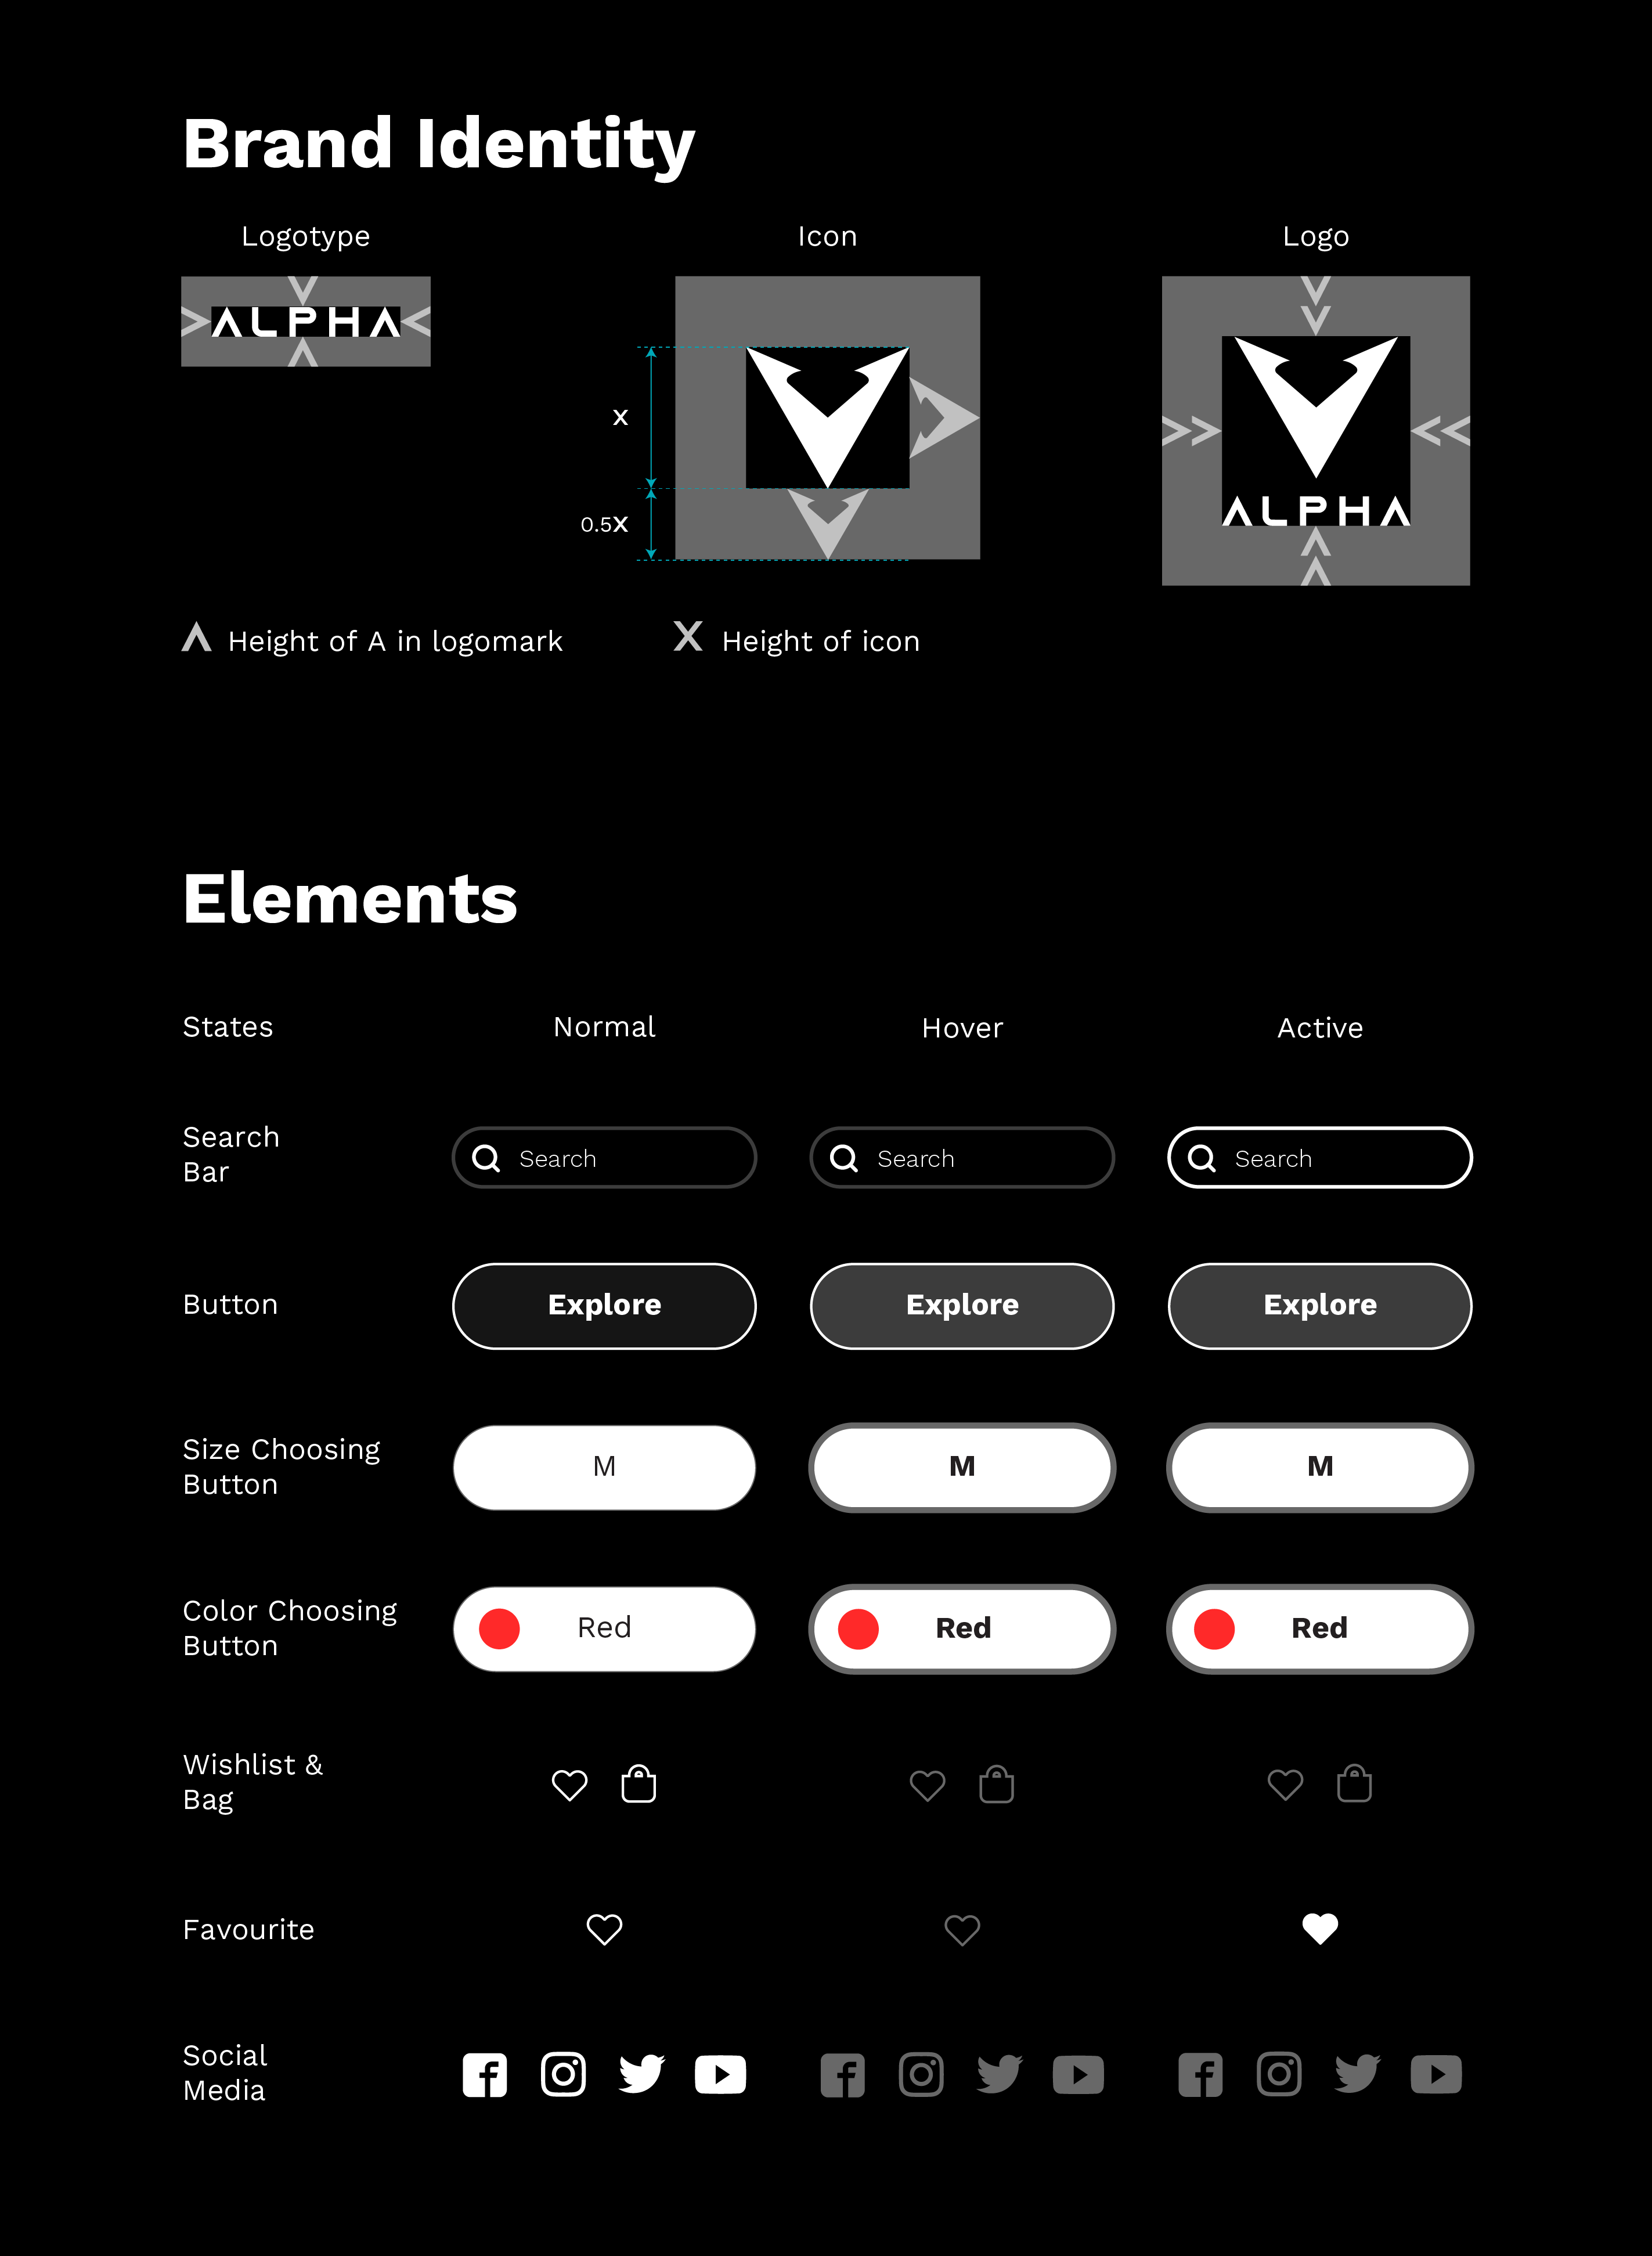 Brand Identity
Logotype
Icon
Logo
ALPHA
X
0.5X
ALPHA
Height of A in logomark
X Height of icon
Elements
States
Normal
Hover
Active
Search
Bar
Search
Search
Search
Button
Explore
Explore
Explore
Size Choosing
Button
M
M
M
Color Choosing
Button
Red
Red
Red
Wishlist &
Bag
Favourite
Social
Media